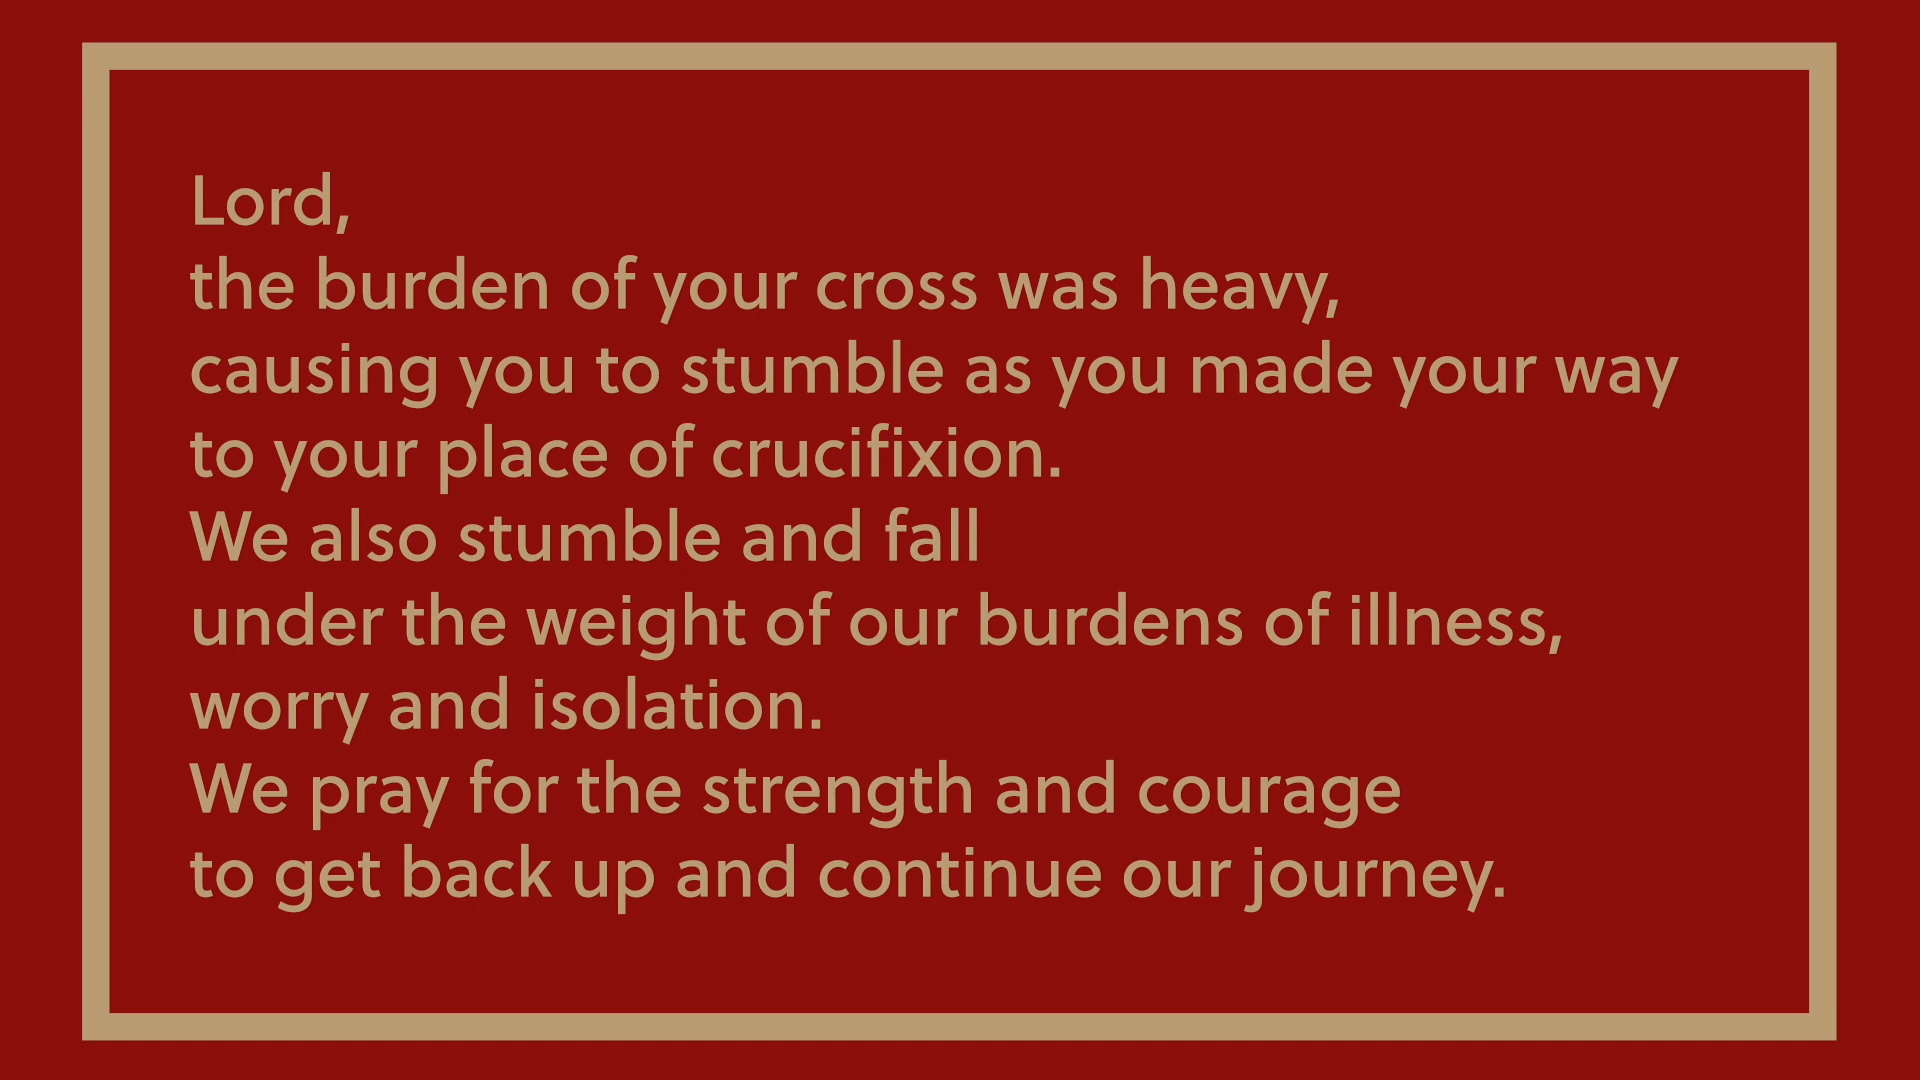 Lord,
the burden of your cross was heavy,
causing you to stumble as you made your way
to your place of crucifixion.
We also stumble and fall
under the weight of our burdens of illness,
worry and isolation.
We pray for the strength and courage
to get back up and continue our journey.